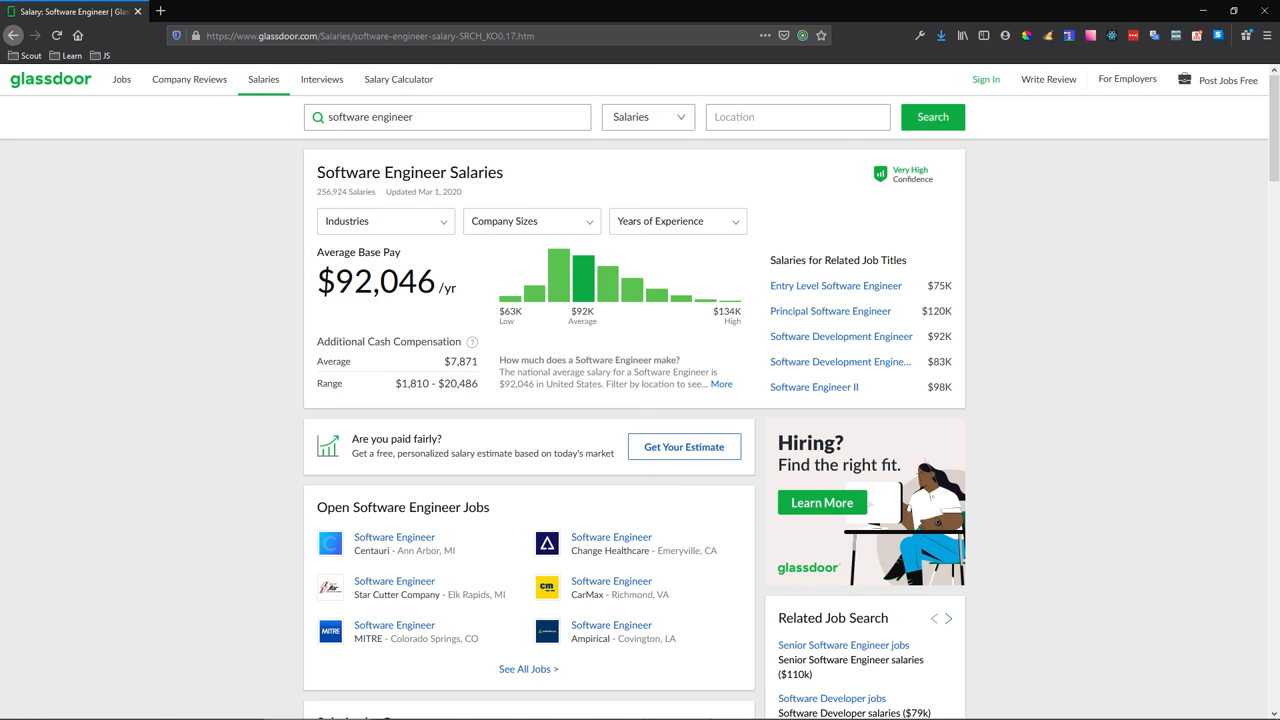 Salary: Software Engineer | Glas
https://www.glassdoor.com/Salaries/software-engineer-salary-SRCH_KO0,17.htm
Scout Learn JS
glassdoor Jobs Company Reviews Salaries Interviews Salary Calculator Sign In Write Review For Employers Post Jobs Free
software engineer Salaries Location Search
Software Engineer Salaries
Very High
Confidence
256,924 Salaries Updated Mar 1, 2020
Industries Company Sizes Years of Experience
Average Base Pay
$92,046 /yr
$63K $92K $134K
Low Average High
Additional Cash Compensation ?
Average $7,871
Range $1,810 - $20,486
How much does a Software Engineer make?
The national average salary for a Software Engineer is
$92,046 in United States. Filter by location to see... More
Salaries for Related Job Titles
Entry Level Software Engineer $75K
Principal Software Engineer $120K
Software Development Engineer $92K
Software Development Engine... $83K
Software Engineer II $98K
Are you paid fairly?
Get a free, personalized salary estimate based on today's market
Get Your Estimate
Hiring?
Find the right fit.
Learn More
glassdoor
Open Software Engineer Jobs
Software Engineer
Centauri - Ann Arbor, MI
Software Engineer
Change Healthcare - Emeryville, CA
Software Engineer
Star Cutter Company - Elk Rapids, MI
cm
Software Engineer
CarMax - Richmond, VA
MITRE
Software Engineer
MITRE - Colorado Springs, CO
Software Engineer
Ampirical - Covington, LA
See All Jobs >
Related Job Search
Senior Software Engineer jobs
Senior Software Engineer salaries
($110k)
Software Developer jobs
Software Developer salaries ($79k)